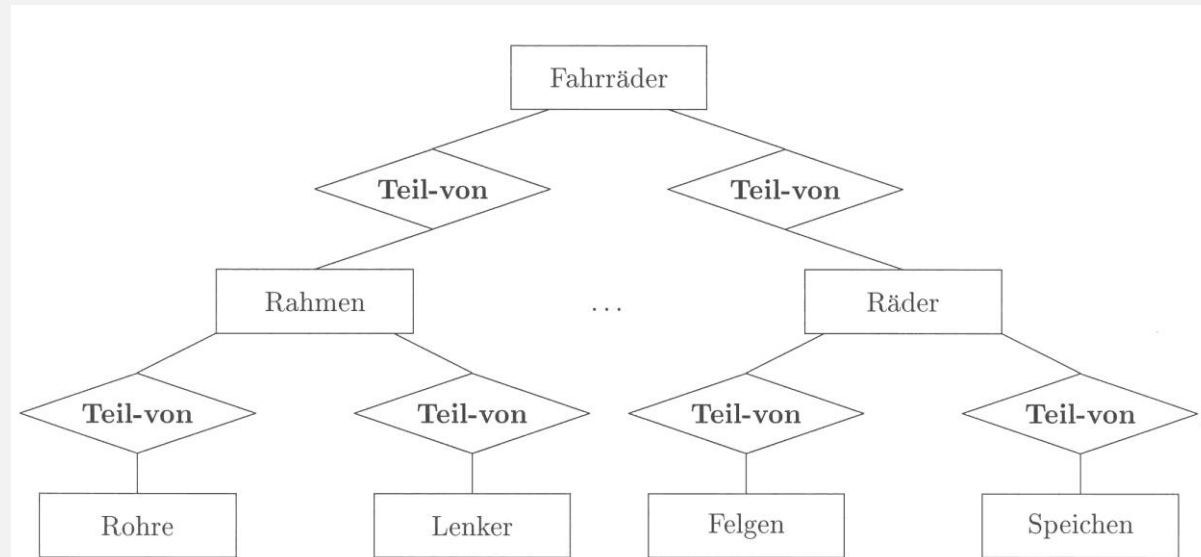 Fahrräder
Teil-von Teil-von
Rahmen ... Räder
Teil-von Teil-von Teil-von Teil-von
Rohre Lenker Felgen Speichen